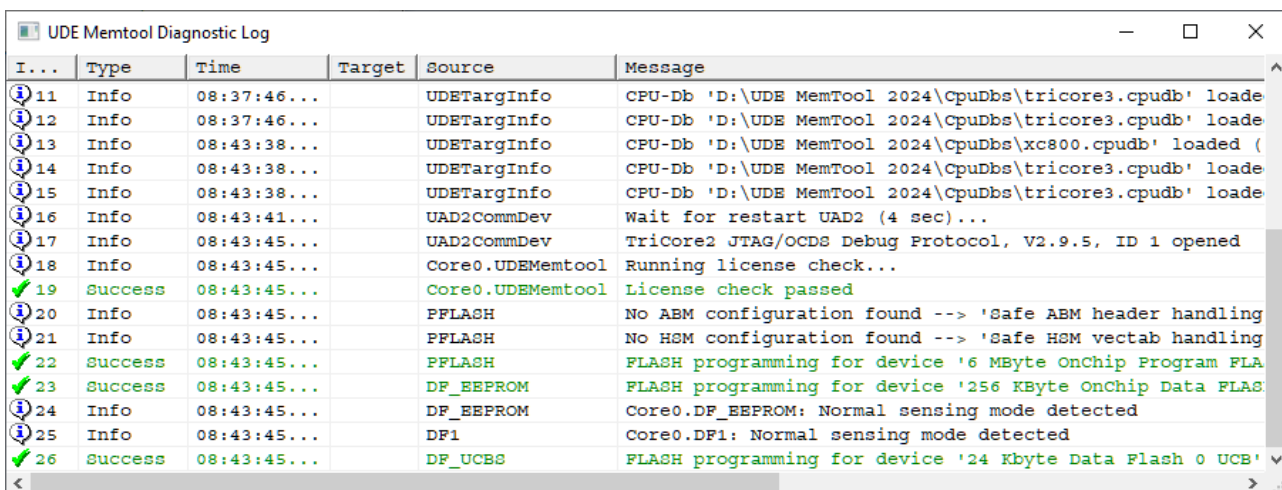 UDE Memtool Diagnostic Log
I... Type Time Target Source Message
11 Info 08:37:46... UDETargInfo CPU-Db 'D:\UDE MemTool 2024\CpuDbs\tricore3.cpudb' loade
12 Info 08:37:46... UDETargInfo CPU-Db 'D:\UDE MemTool 2024\CpuDbs\tricore3.cpudb' loade
13 Info 08:43:38... UDETargInfo CPU-Db 'D:\UDE MemTool 2024\CpuDbs\xc800.cpudb' loaded (
14 Info 08:43:38... UDETargInfo CPU-Db 'D:\UDE MemTool 2024\CpuDbs\tricore3.cpudb' loade
15 Info 08:43:38... UDETargInfo CPU-Db 'D:\UDE MemTool 2024\CpuDbs\tricore3.cpudb' loade
16 Info 08:43:41... UAD2CommDev Wait for restart UAD2 (4 sec)...
17 Info 08:43:45... UAD2CommDev TriCore2 JTAG/OCDS Debug Protocol, V2.9.5, ID 1 opened
18 Info 08:43:45... Core0.UDEMemtool Running license check...
19 Success 08:43:45... Core0.UDEMemtool License check passed
20 Info 08:43:45... PFLASH No ABM configuration found --> 'Safe ABM header handling
21 Info 08:43:45... PFLASH No HSM configuration found --> 'Safe HSM vectab handling
22 Success 08:43:45... PFLASH FLASH programming for device '6 MByte OnChip Program FLA
23 Success 08:43:45... DF_EEPROM FLASH programming for device '256 KByte OnChip Data FLAS
24 Info 08:43:45... DF_EEPROM Core0.DF_EEPROM: Normal sensing mode detected
25 Info 08:43:45... DF1 Core0.DF1: Normal sensing mode detected
26 Success 08:43:45... DF_UCBS FLASH programming for device '24 Kbyte Data Flash 0 UCB'